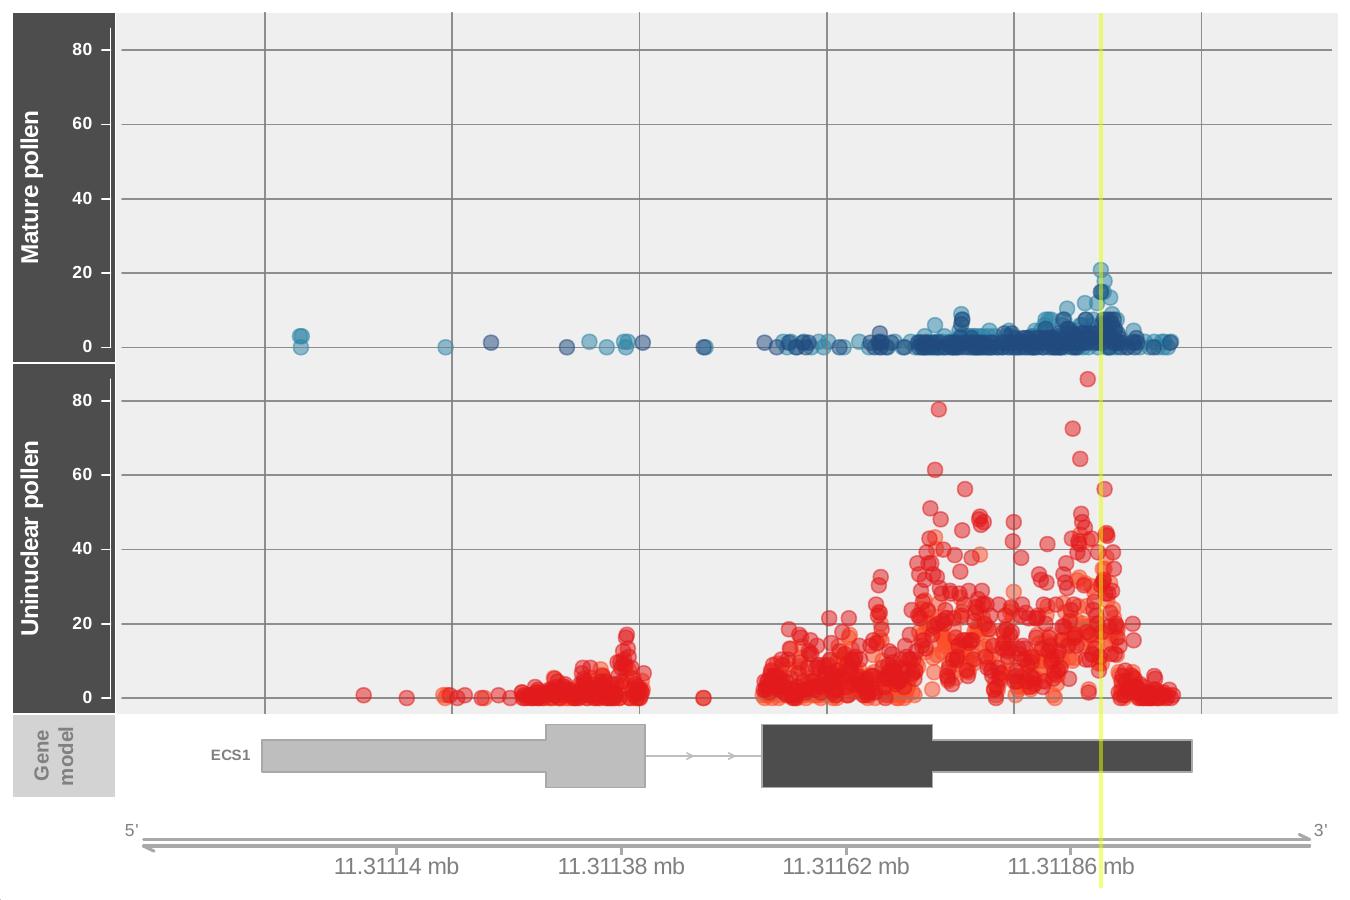 Mature pollen
80
60
40
20
0
Uninuclear pollen
80
60
40
20
0
Gene
model
ECS1
5'
3'
11.31114 mb
11.31138 mb
11.31162 mb
11.31186 mb